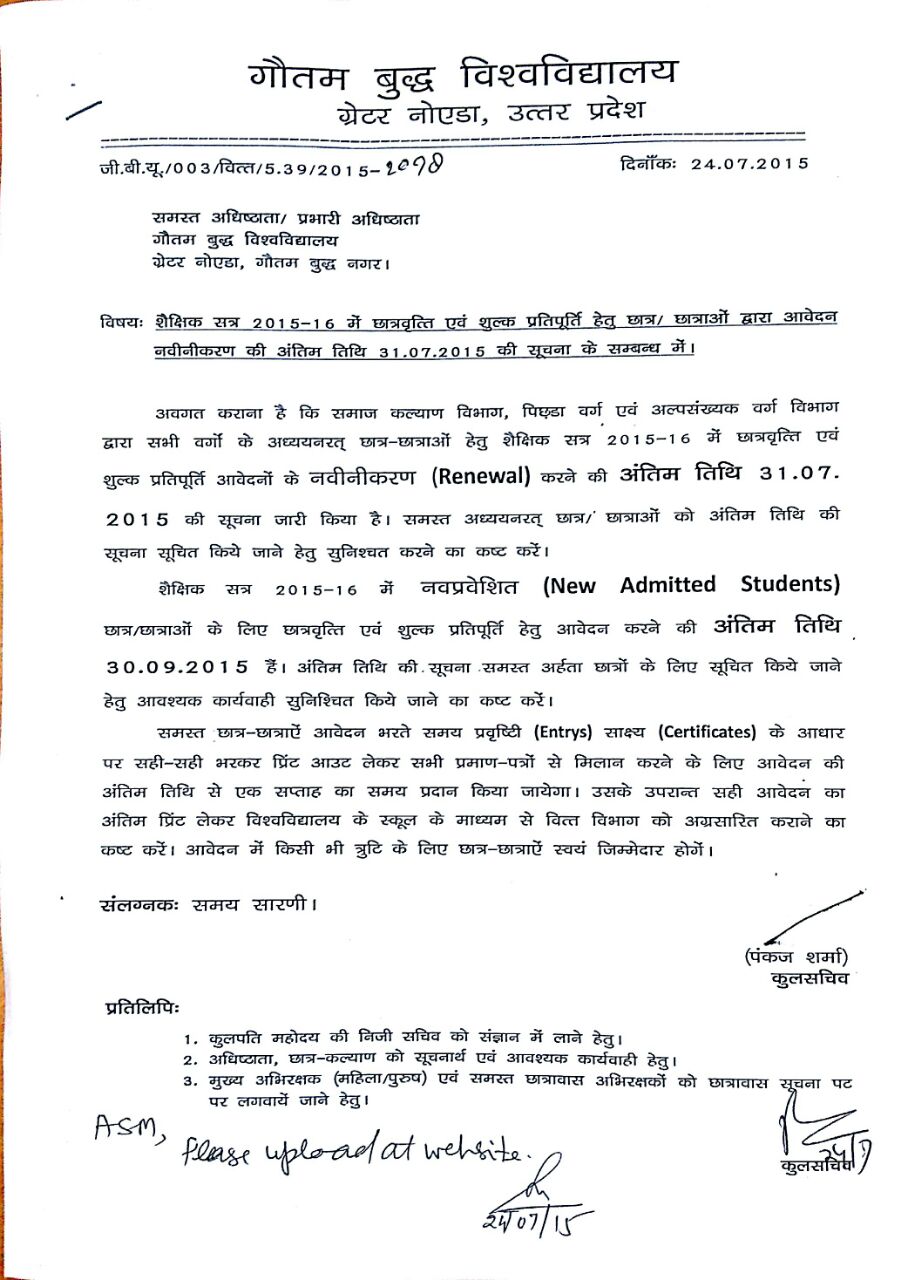 गौतम बुद्ध विश्वविद्यालय
ग्रेटर नोएडा, उत्तर प्रदेश
जी.बी.यू./003/वित्त/5.39/2015-2098 दिनाँकः 24.07.2015
समस्त अधिष्ठाता/ प्रभारी अधिष्ठता
गौतम बुद्ध विश्वविद्यालय
ग्रेटर नोएडा, गौतम बुद्ध नगर।
विषयः शैक्षिक सत्र 2015-16 में छात्रवृत्ति एवं शुल्क प्रतिपूर्ति हेतु छात्र/ छात्राओं द्वारा आवेदन
नवीनीकरण की अंतिम तिथि 31.07.2015 की सूचना के सम्बन्ध में।
अवगत कराना है कि समाज कल्याण विभाग, पिछडा वर्ग एवं अल्पसंख्यक वर्ग विभाग
द्वारा सभी वर्गो के अध्ययनरत् छात्र-छात्राओं हेतु शैक्षिक सत्र 2015-16 में छात्रवृत्ति एवं
शुल्क प्रतिपूर्ति आवेदनों के नवीनीकरण (Renewal) करने की अंतिम तिथि 31.07.
2015 की सूचना जारी किया है। समस्त अध्ययनरत् छात्र/ छात्राओं को अंतिम तिथि की
सूचना सूचित किये जाने हेतु सुनिश्चत करने का कष्ट करें।
शैक्षिक सत्र 2015-16 में नवप्रवेशित (New Admitted Students)
छात्र/छात्राओं के लिए छात्रवृत्ति एवं शुल्क प्रतिपूर्ति हेतु आवेदन करने की अंतिम तिथि
30.09.2015 हैं। अंतिम तिथि की सूचना समस्त अर्हता छात्रों के लिए सूचित किये जाने
हेतु आवश्यक कार्यवाही सुनिश्चित किये जाने का कष्ट करें।
समस्त छात्र-छात्राऐं आवेदन भरते समय प्रवृष्टिी (Entrys) साक्ष्य (Certificates) के आधार
पर सही-सही भरकर प्रिंट आउट लेकर सभी प्रमाण-पत्रों से मिलान करने के लिए आवेदन की
अंतिम तिथि से एक सप्ताह का समय प्रदान किया जायेगा। उसके उपरान्त सही आवेदन का
अंतिम प्रिंट लेकर विश्वविद्यालय के स्कूल के माध्यम से वित्त विभाग को अग्रसारित कराने का
कष्ट करें। आवेदन में किसी भी त्रुटि के लिए छात्र-छात्राऐं स्वयं जिम्मेदार होगें।
संलग्नकः समय सारणी।
(पंकज शर्मा)
कुलसचिव
प्रतिलिपिः
1. कुलपति महोदय की निजी सचिव को संज्ञान में लाने हेतु।
2. अधिष्ठता, छात्र-कल्याण को सूचनार्थ एवं आवश्यक कार्यवाही हेतु।
3. मुख्य अभिरक्षक (महिला/पुरुष) एवं समस्त छात्रावास अभिरक्षकों को छात्रावास सूचना पट
पर लगवायें जाने हेतु।
ASM,
Please upload at website.
24/7
कुलसचिव
24/07/15